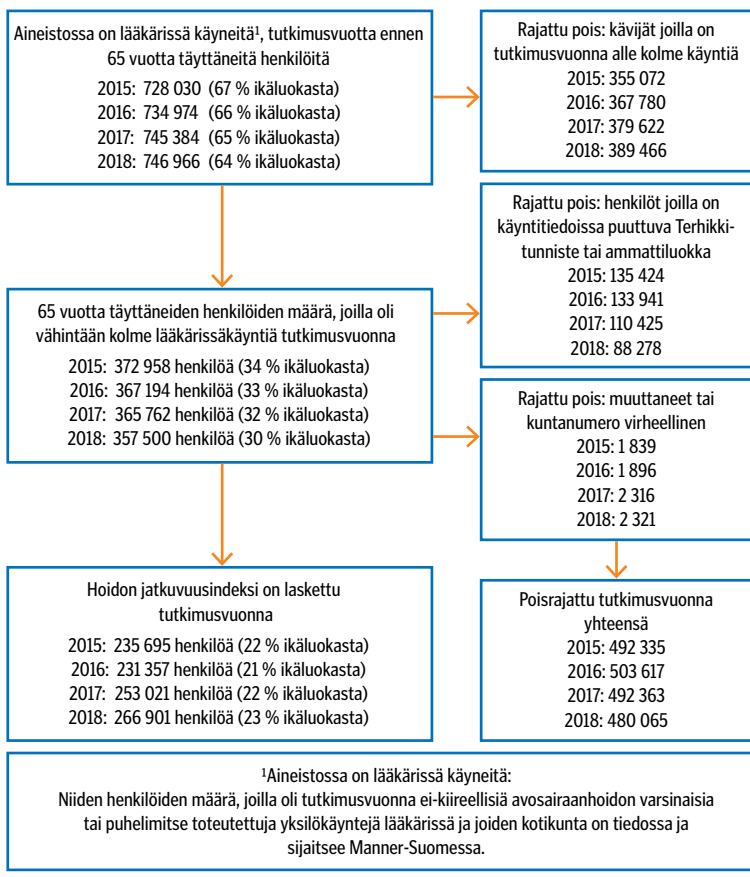 Aineistossa on lääkärissä käyneitä¹, tutkimusvuotta ennen
65 vuotta täyttäneitä henkilöitä
2015: 728 030 (67 % ikäluokasta)
2016: 734 974 (66 % ikäluokasta)
2017: 745 384 (65 % ikäluokasta)
2018: 746 966 (64 % ikäluokasta)
Rajattu pois: kävijät joilla on
tutkimusvuonna alle kolme käyntiä
2015: 355 072
2016: 367 780
2017: 379 622
2018: 389 466
Rajattu pois: henkilöt joilla on
käyntitiedoissa puuttuva Terhikki-
tunniste tai ammattiluokka
2015: 135 424
2016: 133 941
2017: 110 425
2018: 88 278
65 vuotta täyttäneiden henkilöiden määrä, joilla oli
vähintään kolme lääkärissäkäyntiä tutkimusvuonna
2015: 372 958 henkilöä (34 % ikäluokasta)
2016: 367 194 henkilöä (33 % ikäluokasta)
2017: 365 762 henkilöä (32 % ikäluokasta)
2018: 357 500 henkilöä (30 % ikäluokasta)
Rajattu pois: muuttaneet tai
kuntanumero virheellinen
2015: 1 839
2016: 1 896
2017: 2 316
2018: 2 321
Hoidon jatkuvuusindeksi on laskettu
tutkimusvuonna
2015: 235 695 henkilöä (22 % ikäluokasta)
2016: 231 357 henkilöä (21 % ikäluokasta)
2017: 253 021 henkilöä (22 % ikäluokasta)
2018: 266 901 henkilöä (23 % ikäluokasta)
Poisrajattu tutkimusvuonna
yhteensä
2015: 492 335
2016: 503 617
2017: 492 363
2018: 480 065
¹Aineistossa on lääkärissä käyneitä:
Niiden henkilöiden määrä, joilla oli tutkimusvuonna ei-kiireellisiä avosairaanhoidon varsinaisia
tai puhelimitse toteutettuja yksilökäyntejä lääkärissä ja joiden kotikunta on tiedossa ja
sijaitsee Manner-Suomessa.